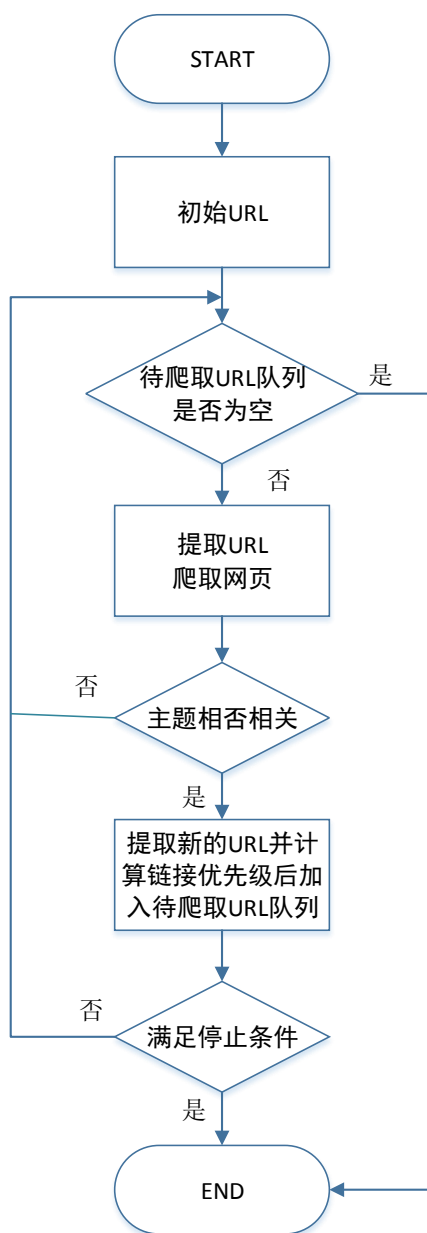 START
初始URL
待爬取URL队列
是否为空
是
否
提取URL
爬取网页
否
主题相否相关
是
提取新的URL并计
算链接优先级后加
入待爬取URL队列
否
满足停止条件
是
END